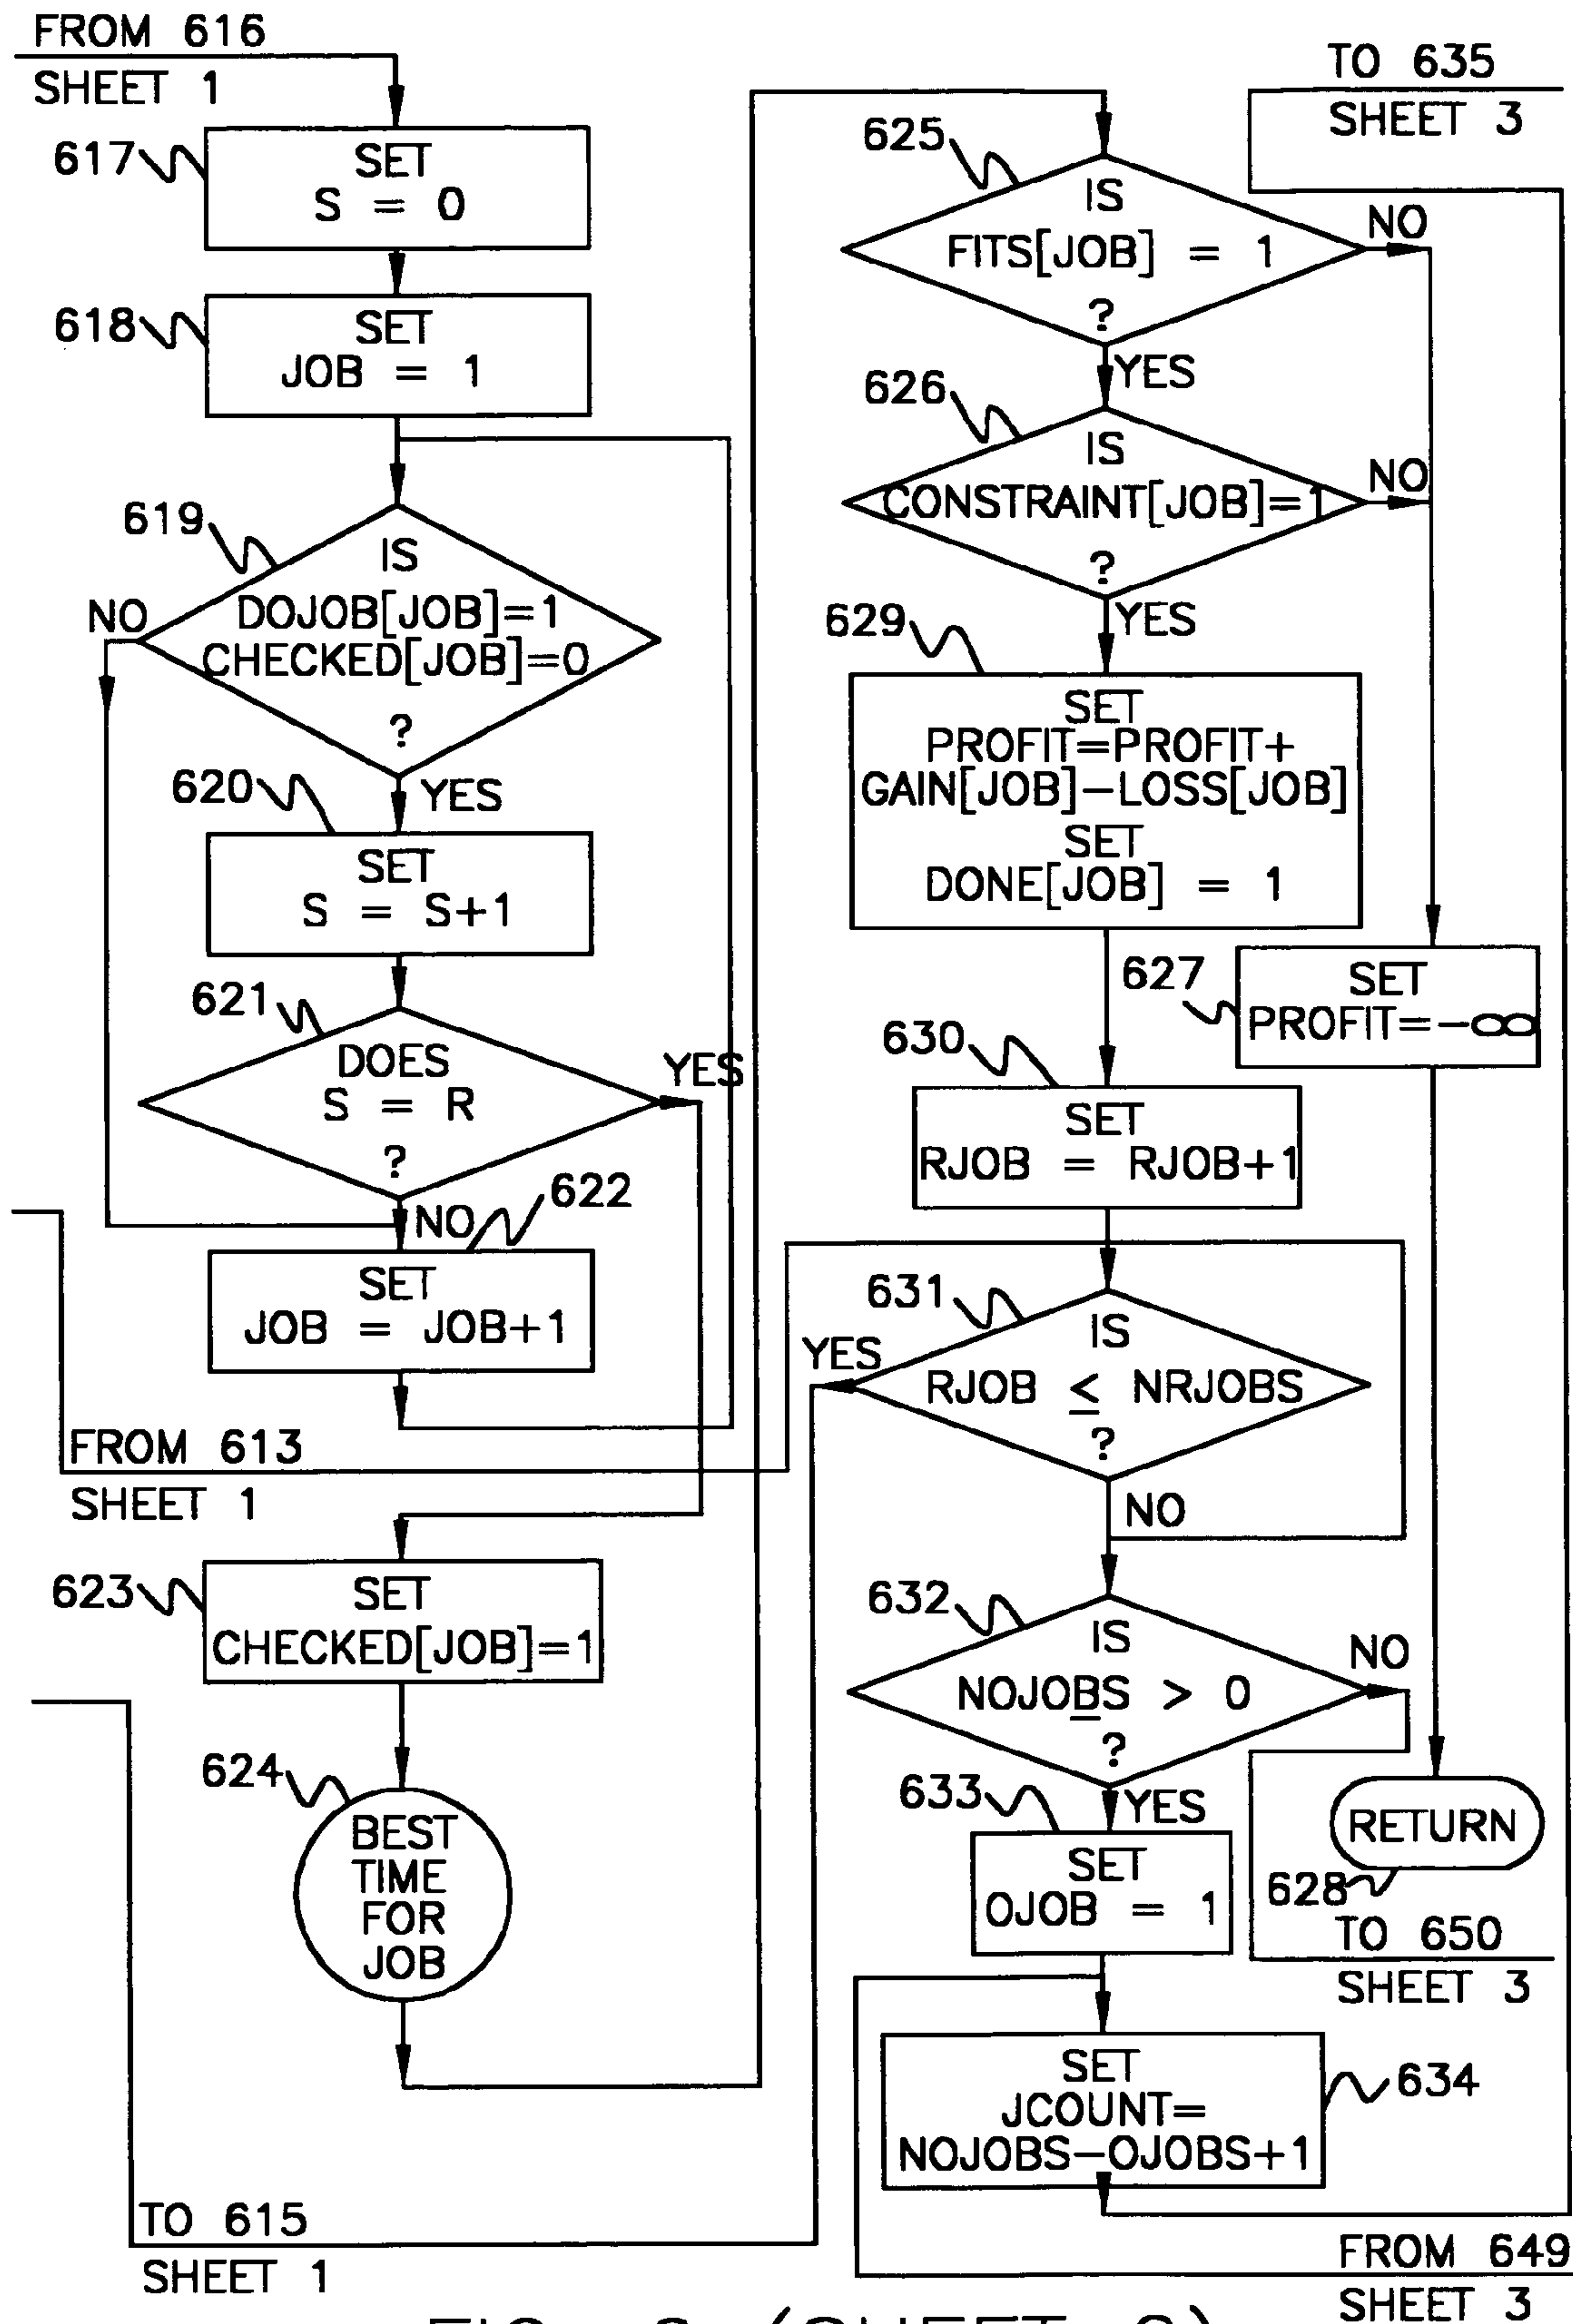 FROM 616
SHEET 1
617
SET
S = 0
618
SET
JOB = 1
619
IS
DOJOB[JOB]=1
CHECKED[JOB]=0
?
NO
YES
620
SET
S = S+1
621
DOES
S = R
?
YES
NO
622
SET
JOB = JOB+1
FROM 613
SHEET 1
623
SET
CHECKED[JOB]=1
624
BEST
TIME
FOR
JOB
TO 615
SHEET 1
TO 635
SHEET 3
625
IS
FITS[JOB] = 1
?
NO
YES
626
IS
CONSTRAINT[JOB]=1
?
NO
YES
629
SET
PROFIT=PROFIT+
GAIN[JOB]-LOSS[JOB]
SET
DONE[JOB] = 1
627
SET
PROFIT=-∞
630
SET
RJOB = RJOB+1
631
IS
RJOB ≤ NRJOBS
?
YES
NO
632
IS
NOJOBS > 0
?
NO
YES
633
SET
OJOB = 1
RETURN
628
TO 650
SHEET 3
634
SET
JCOUNT=
NOJOBS-OJOBS+1
FROM 649
SHEET 3